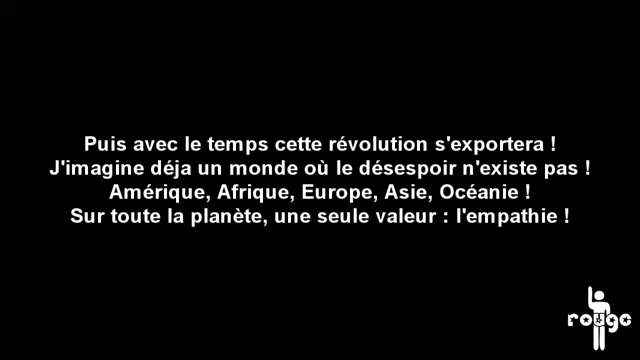 Puis avec le temps cette révolution s'exportera !
J'imagine déja un monde où le désespoir n'existe pas !
Amérique, Afrique, Europe, Asie, Océanie !
Sur toute la planète, une seule valeur : l'empathie !
rougo